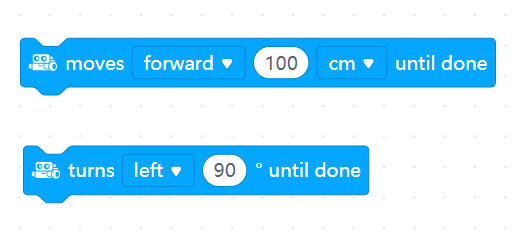 moves forward 100 cm until done
turns left 90 ° until done